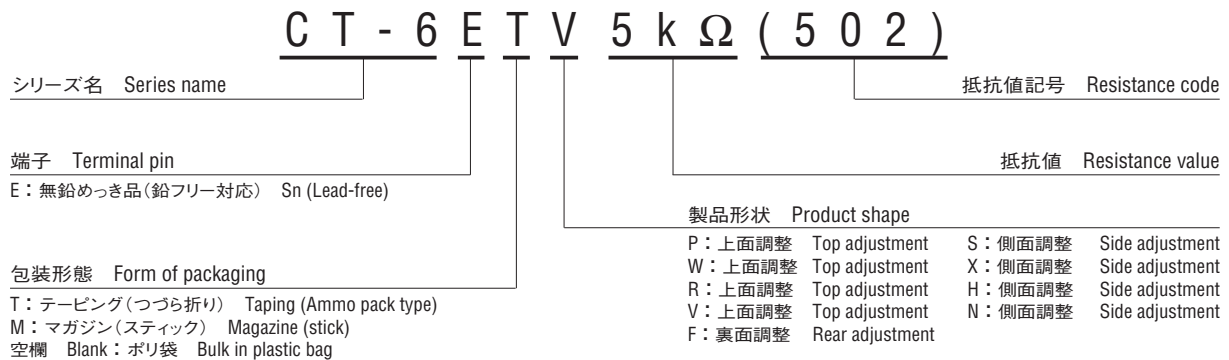 CT-6ETV 5kΩ(502)
シリーズ名 Series name
抵抗値記号 Resistance code
端子 Terminal pin
E：無鉛めっき品（鉛フリー対応） Sn (Lead-free)
抵抗値 Resistance value
製品形状 Product shape
P：上面調整 Top adjustment S：側面調整 Side adjustment
W：上面調整 Top adjustment X：側面調整 Side adjustment
R：上面調整 Top adjustment H：側面調整 Side adjustment
V：上面調整 Top adjustment N：側面調整 Side adjustment
F：裏面調整 Rear adjustment
包装形態 Form of packaging
T：テーピング（つづら折り） Taping (Ammo pack type)
M：マガジン（スティック） Magazine (stick)
空欄 Blank：ポリ袋 Bulk in plastic bag